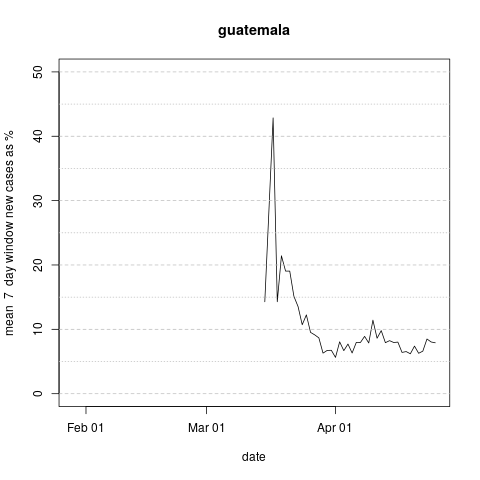 guatemala
mean  7  day window new cases as %
50
40
30
20
10
0
Feb 01
Mar 01
Apr 01
date